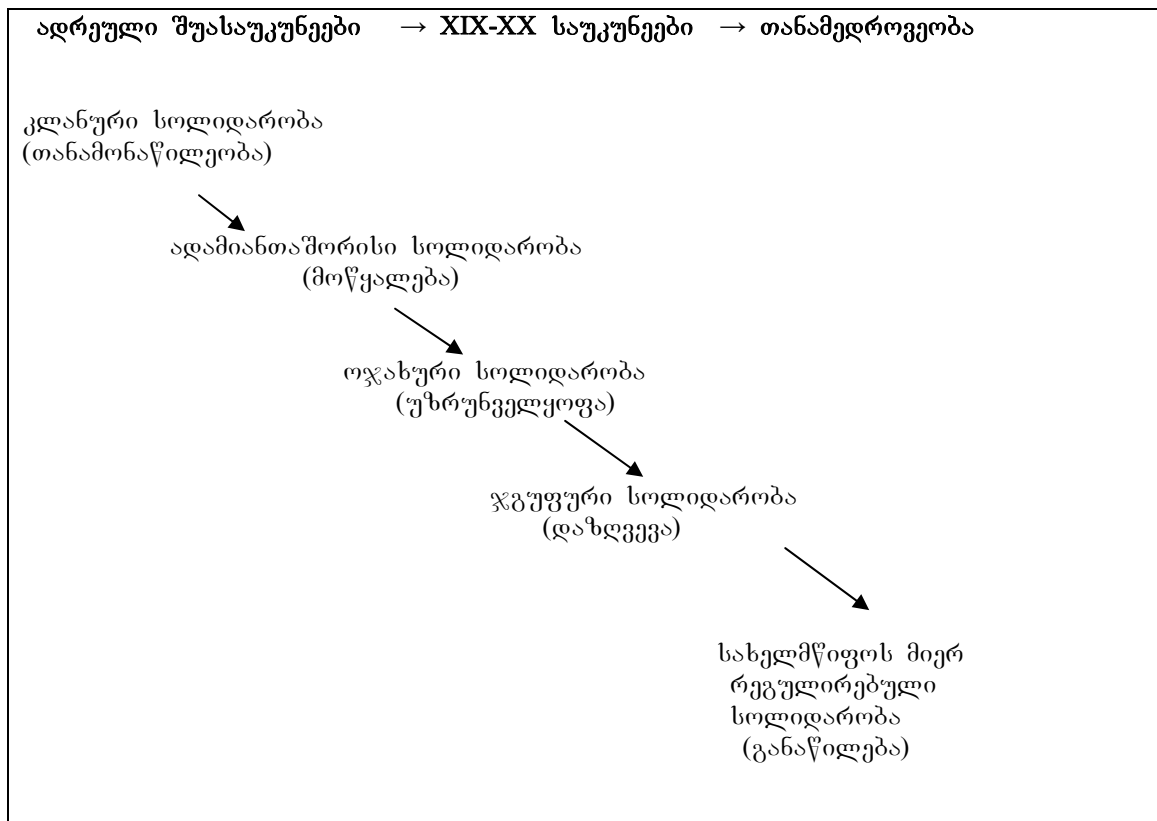 ადრეული შუასაუკუნეები → XIX-XX საუკუნეები → თანამედროვეობა
კლანური სოლიდარობა
(თანამონაწილეობა)
ადამიანთაშორისი სოლიდარობა
(მოწყალება)
ოჯახური სოლიდარობა
(უზრუნველყოფა)
ჯგუფური სოლიდარობა
(დაზღვევა)
სახელმწიფოს მიერ
რეგულირებული
სოლიდარობა
(განაწილება)